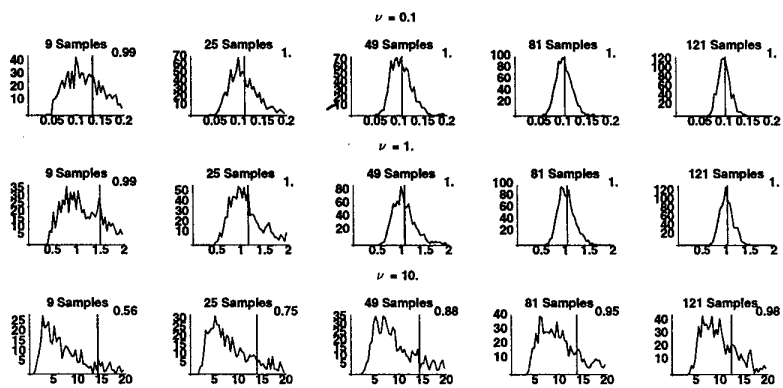 ν = 0.1
9 Samples 25 Samples 49 Samples 81 Samples 121 Samples
0.99 1. 1. 1. 1.
40 30 20 10
0.05 0.1 0.15 0.2
70 60 50 40 30 20 10
0.05 0.1 0.15 0.2
70 60 50 40 30
0.05 0.1 0.15 0.2
100 80 60 40 20
0.05 0.1 0.15 0.2
120 100 80 60 40 20
0.05 0.1 0.15 0.2
ν = 1.
9 Samples 25 Samples 49 Samples 81 Samples 121 Samples
0.99 1. 1. 1. 1.
35 30 25 20 15 10 5
0.5 1 1.5 2
50 40 30 20 10
0.5 1 1.5 2
80 60 40 20
0.5 1 1.5 2
100 80 60 40 20
0.5 1 1.5 2
120 100 80 60 40 20
0.5 1 1.5 2
ν = 10.
9 Samples 25 Samples 49 Samples 81 Samples 121 Samples
0.56 0.75 0.88 0.95 0.98
25 20 15 10 5
5 10 15 20
30 25 20 15 10 5
5 10 15 20
35 30 25 20 15 10 5
5 10 15 20
40 30 20 10
5 10 15 20
40 30 20 10
5 10 15 20